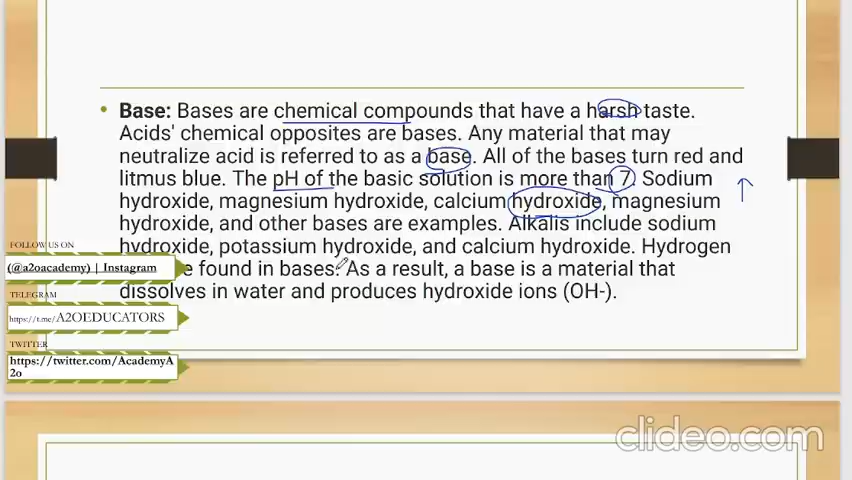 • Base: Bases are chemical compounds that have a harsh taste.
Acids' chemical opposites are bases. Any material that may
neutralize acid is referred to as a base. All of the bases turn red and
litmus blue. The pH of the basic solution is more than 7. Sodium
hydroxide, magnesium hydroxide, calcium hydroxide, magnesium
hydroxide, and other bases are examples. Alkalis include sodium
hydroxide, potassium hydroxide, and calcium hydroxide. Hydrogen
found in bases. As a result, a base is a material that
dissolves in water and produces hydroxide ions (OH-).
FOLLOW US ON
(@a2oacademy) | Instagram
TELEGRAM
https://t.me/A2OEDUCATORS
TWITTER
https://twitter.com/AcademyA
2o
clideo.com